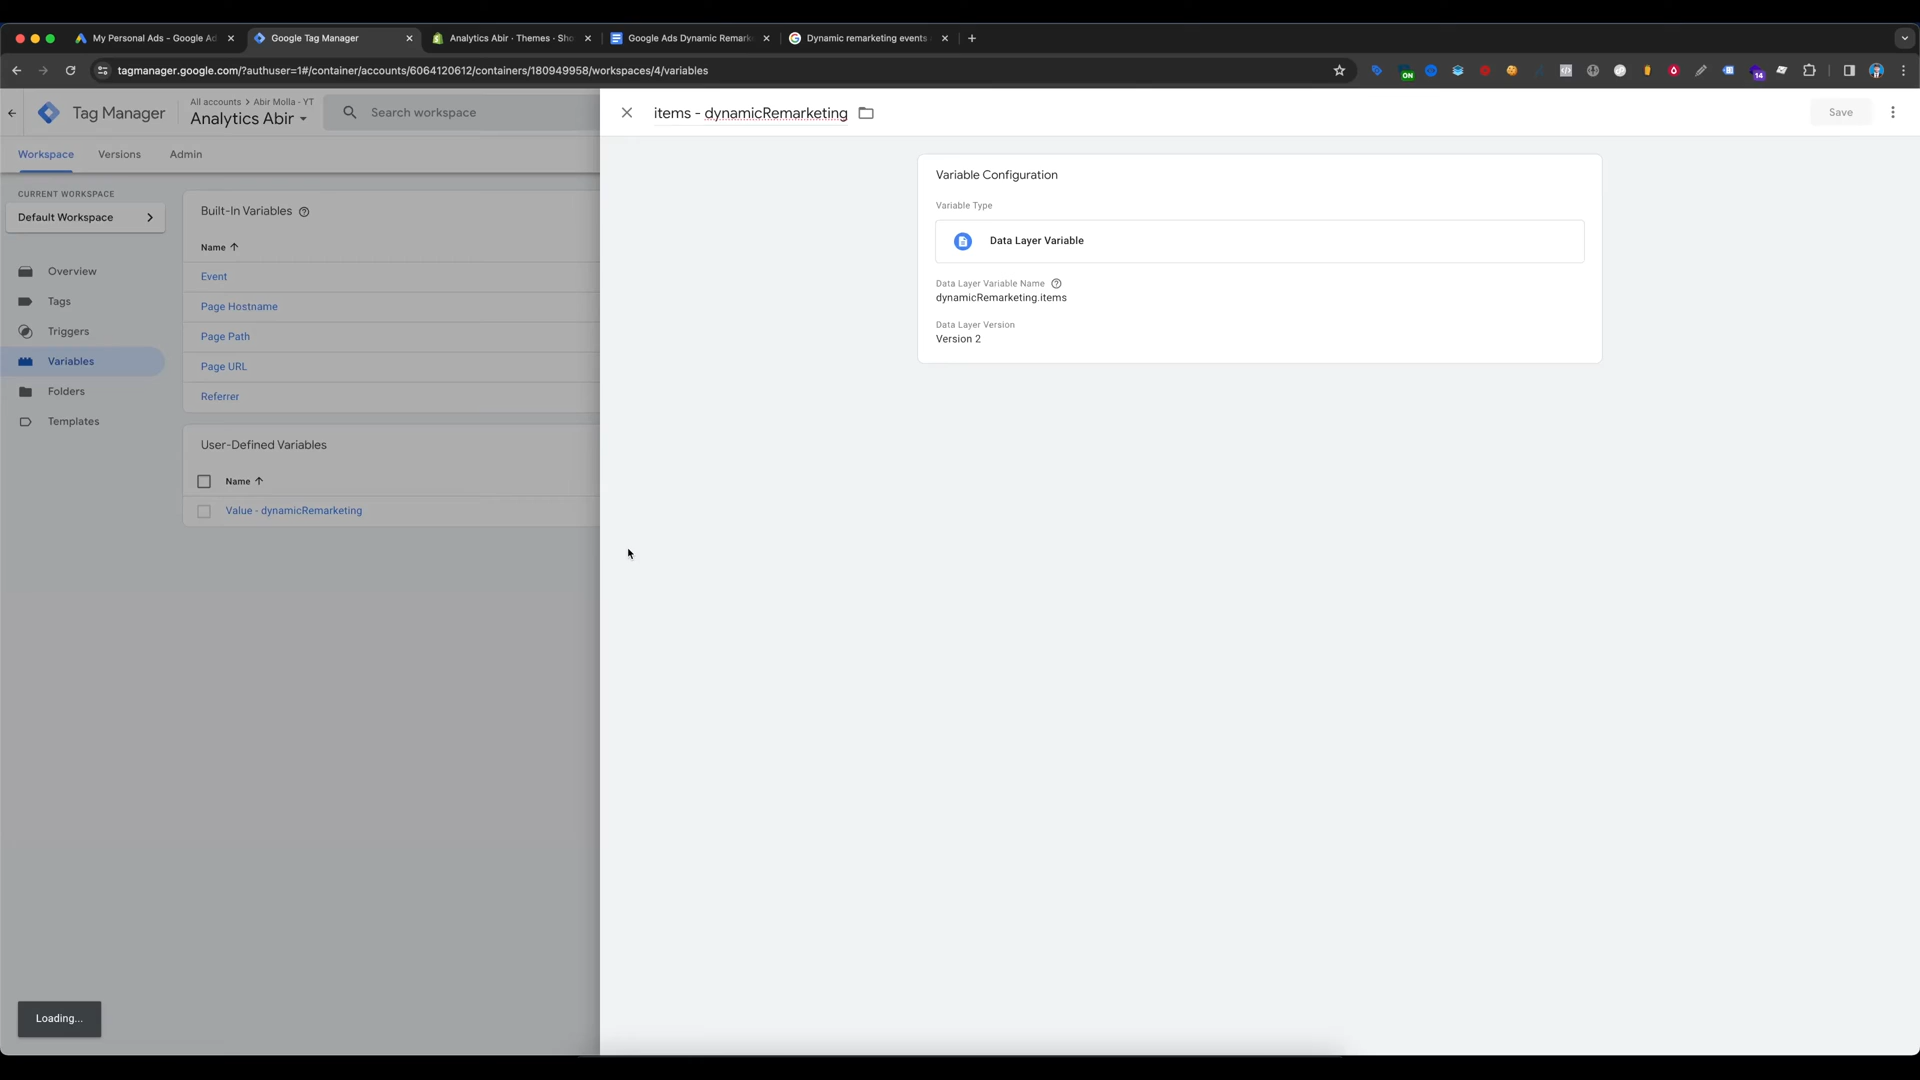 My Personal Ads - Google Ad
Google Tag Manager
Analytics Abir · Themes · Sho
Google Ads Dynamic Remark
Dynamic remarketing events
tagmanager.google.com/?authuser=1#/container/accounts/6064120612/containers/180949958/workspaces/4/variables
ON
14
Tag Manager
All accounts > Abir Molla - YT
Analytics Abir
Search workspace
items - dynamicRemarketing
Save
Workspace
Versions
Admin
CURRENT WORKSPACE
Default Workspace
Overview
Tags
Triggers
Variables
Folders
Templates
Built-In Variables
Name
Event
Page Hostname
Page Path
Page URL
Referrer
User-Defined Variables
Name
Value - dynamicRemarketing
Variable Configuration
Variable Type
Data Layer Variable
Data Layer Variable Name
dynamicRemarketing.items
Data Layer Version
Version 2
Loading...